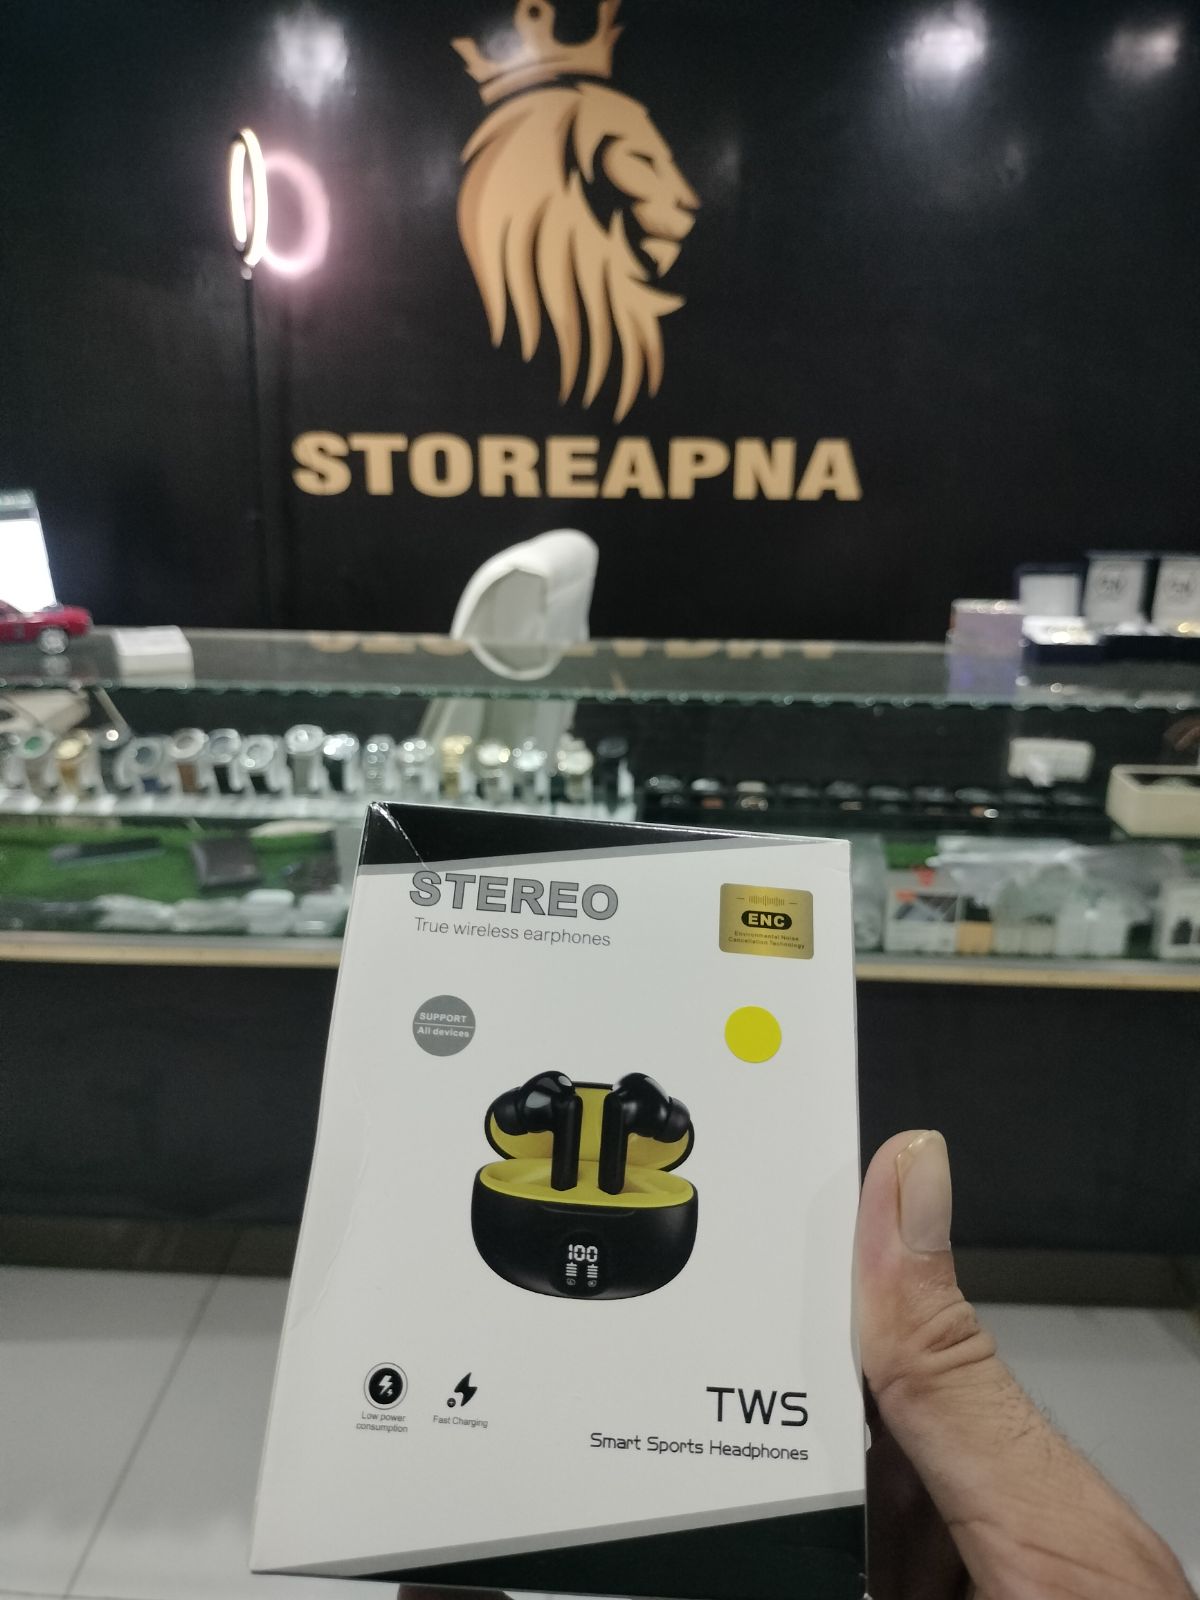 STOREAPNA
STEREO
True wireless earphones
ENC
Environmental Noise
Cancellation Technology
SUPPORT
All devices
100
Low power
consumption
Fast Charging
TWS
Smart Sports Headphones